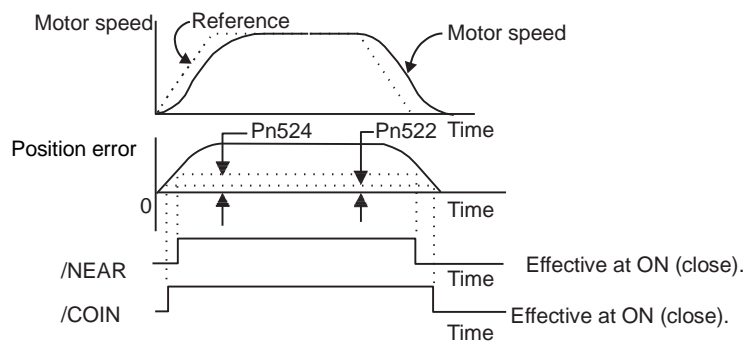 Motor speed
Reference
Motor speed
Time
Pn524
Pn522
Position error
0
Time
/NEAR
Time
Effective at ON (close).
/COIN
Time
Effective at ON (close).